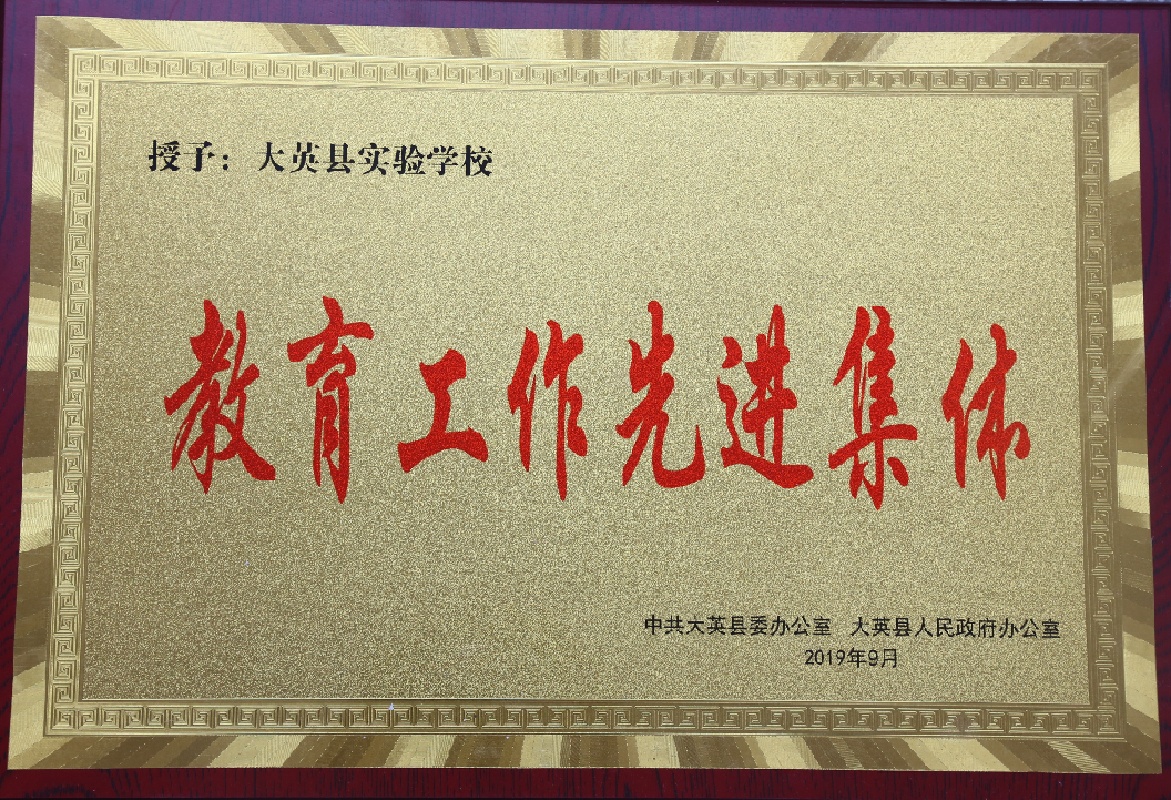 授予：大英县实验学校
教育工作先进集体
中共大英县委办公室 大英县人民政府办公室
2019年9月